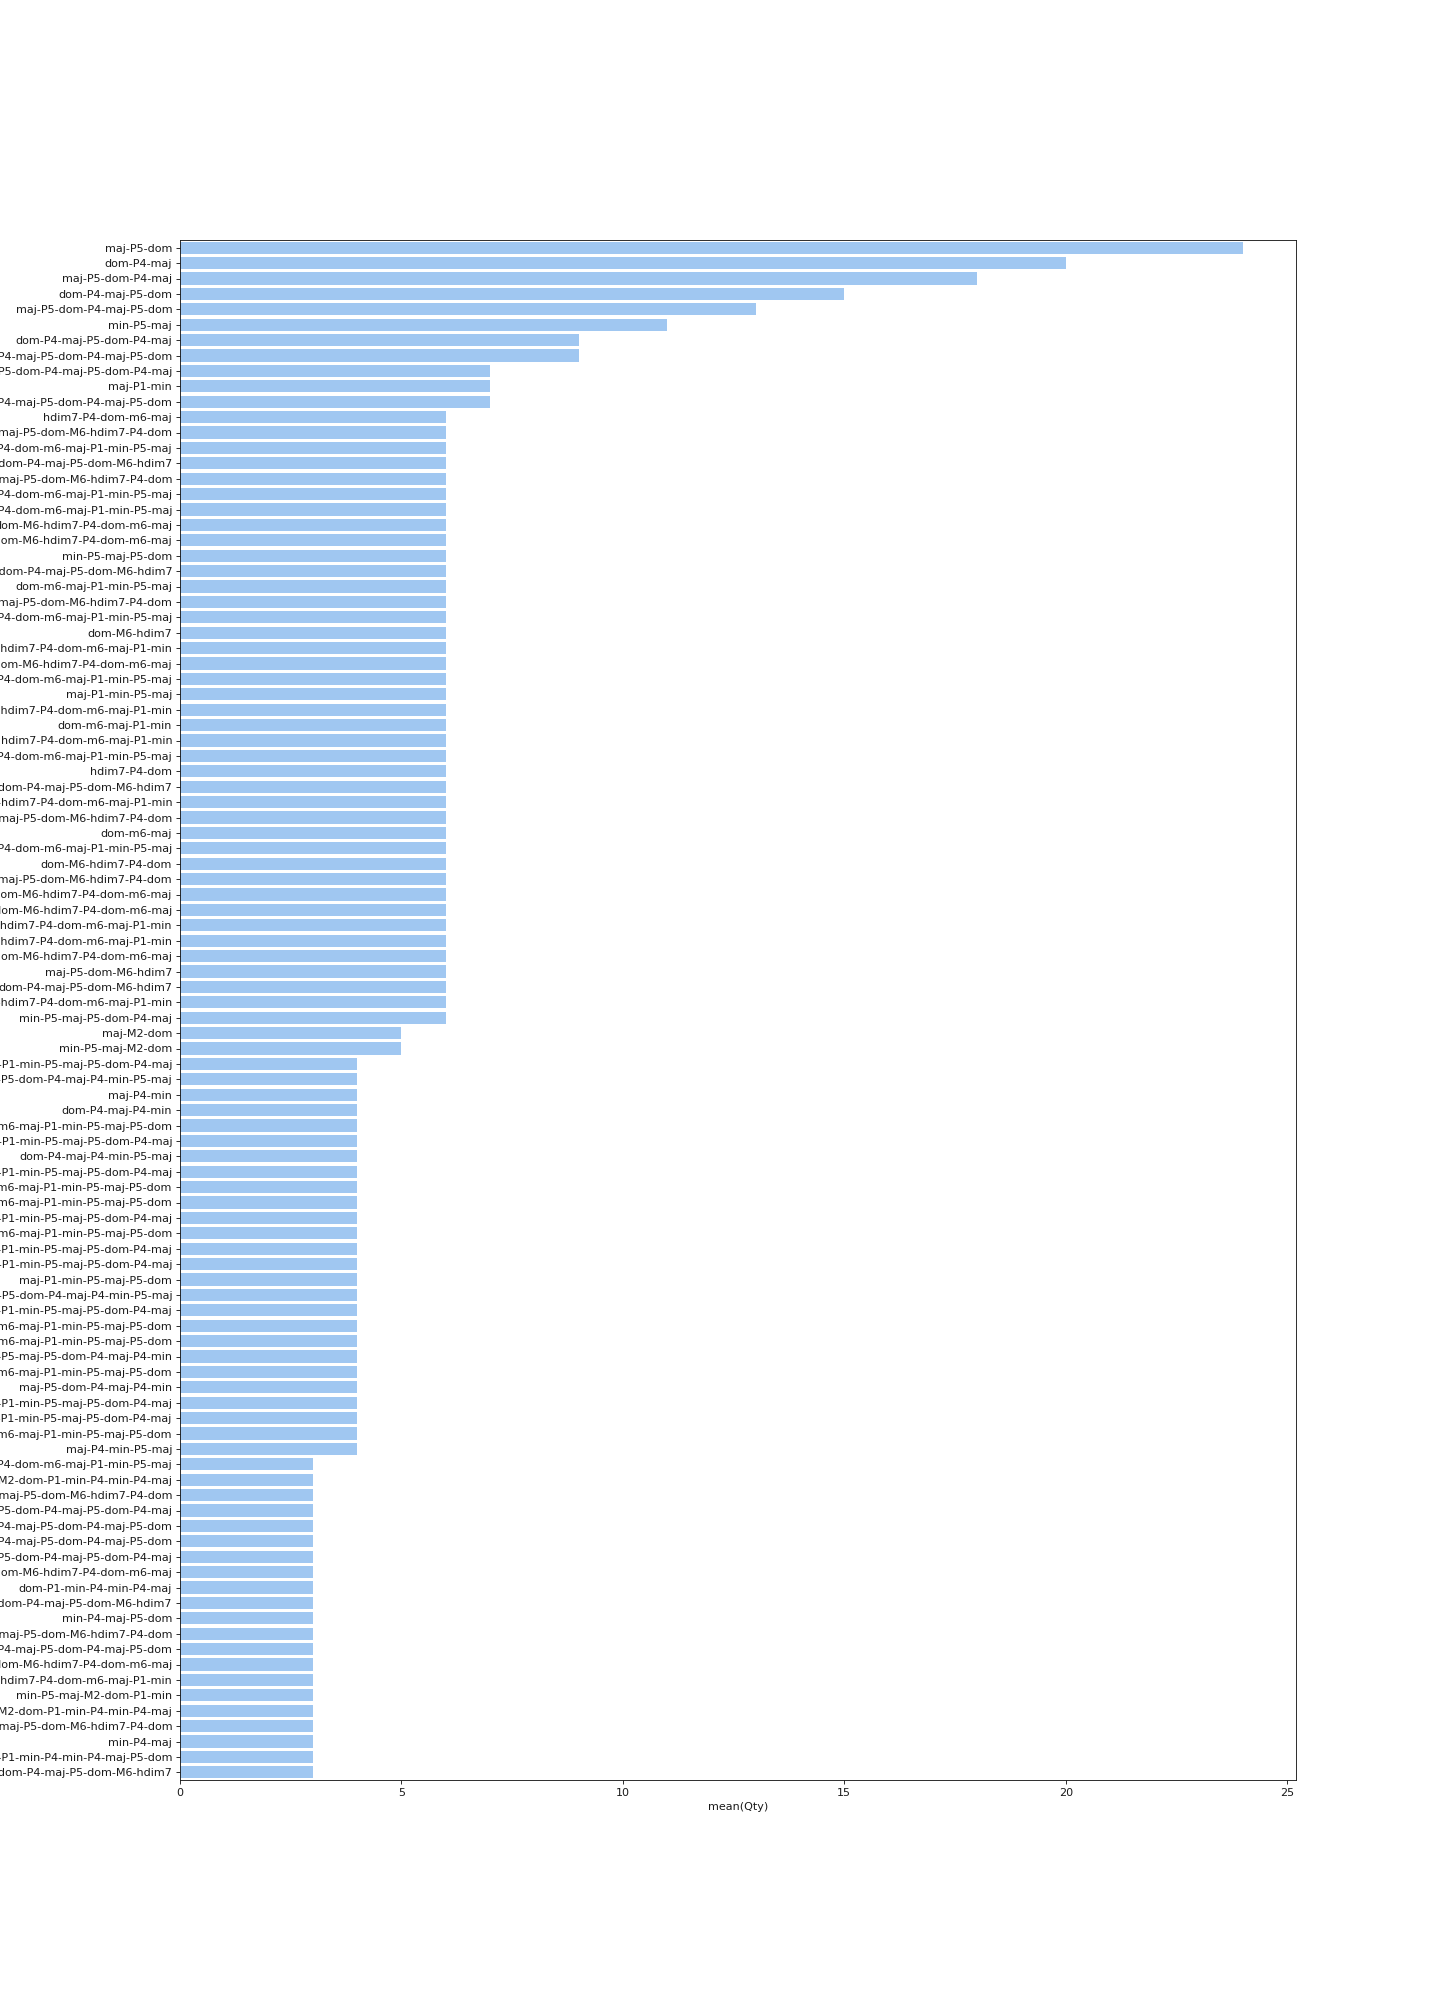 maj-P5-dom
dom-P4-maj
maj-P5-dom-P4-maj
dom-P4-maj-P5-dom
maj-P5-dom-P4-maj-P5-dom
min-P5-maj
dom-P4-maj-P5-dom-P4-maj
P4-maj-P5-dom-P4-maj-P5-dom
P5-dom-P4-maj-P5-dom-P4-maj
maj-P1-min
P4-maj-P5-dom-P4-maj-P5-dom
hdim7-P4-dom-m6-maj
maj-P5-dom-M6-hdim7-P4-dom
P4-dom-m6-maj-P1-min-P5-maj
dom-P4-maj-P5-dom-M6-hdim7
maj-P5-dom-M6-hdim7-P4-dom
P4-dom-m6-maj-P1-min-P5-maj
P4-dom-m6-maj-P1-min-P5-maj
dom-M6-hdim7-P4-dom-m6-maj
om-M6-hdim7-P4-dom-m6-maj
min-P5-maj-P5-dom
dom-P4-maj-P5-dom-M6-hdim7
dom-m6-maj-P1-min-P5-maj
maj-P5-dom-M6-hdim7-P4-dom
P4-dom-m6-maj-P1-min-P5-maj
dom-M6-hdim7
hdim7-P4-dom-m6-maj-P1-min
om-M6-hdim7-P4-dom-m6-maj
P4-dom-m6-maj-P1-min-P5-maj
maj-P1-min-P5-maj
hdim7-P4-dom-m6-maj-P1-min
dom-m6-maj-P1-min
hdim7-P4-dom-m6-maj-P1-min
P4-dom-m6-maj-P1-min-P5-maj
hdim7-P4-dom
dom-P4-maj-P5-dom-M6-hdim7
-hdim7-P4-dom-m6-maj-P1-min
maj-P5-dom-M6-hdim7-P4-dom
dom-m6-maj
P4-dom-m6-maj-P1-min-P5-maj
dom-M6-hdim7-P4-dom
maj-P5-dom-M6-hdim7-P4-dom
om-M6-hdim7-P4-dom-m6-maj
dom-M6-hdim7-P4-dom-m6-maj
hdim7-P4-dom-m6-maj-P1-min
hdim7-P4-dom-m6-maj-P1-min
om-M6-hdim7-P4-dom-m6-maj
maj-P5-dom-M6-hdim7
dom-P4-maj-P5-dom-M6-hdim7
-hdim7-P4-dom-m6-maj-P1-min
min-P5-maj-P5-dom-P4-maj
maj-M2-dom
min-P5-maj-M2-dom
-P1-min-P5-maj-P5-dom-P4-maj
-P5-dom-P4-maj-P4-min-P5-maj
maj-P4-min
dom-P4-maj-P4-min
m6-maj-P1-min-P5-maj-P5-dom
-P1-min-P5-maj-P5-dom-P4-maj
dom-P4-maj-P4-min-P5-maj
-P1-min-P5-maj-P5-dom-P4-maj
m6-maj-P1-min-P5-maj-P5-dom
m6-maj-P1-min-P5-maj-P5-dom
-P1-min-P5-maj-P5-dom-P4-maj
m6-maj-P1-min-P5-maj-P5-dom
-P1-min-P5-maj-P5-dom-P4-maj
-P1-min-P5-maj-P5-dom-P4-maj
maj-P1-min-P5-maj-P5-dom
-P5-dom-P4-maj-P4-min-P5-maj
-P1-min-P5-maj-P5-dom-P4-maj
m6-maj-P1-min-P5-maj-P5-dom
m6-maj-P1-min-P5-maj-P5-dom
-P5-maj-P5-dom-P4-maj-P4-min
m6-maj-P1-min-P5-maj-P5-dom
maj-P5-dom-P4-maj-P4-min
-P1-min-P5-maj-P5-dom-P4-maj
-P1-min-P5-maj-P5-dom-P4-maj
m6-maj-P1-min-P5-maj-P5-dom
maj-P4-min-P5-maj
P4-dom-m6-maj-P1-min-P5-maj
M2-dom-P1-min-P4-min-P4-maj
maj-P5-dom-M6-hdim7-P4-dom
P5-dom-P4-maj-P5-dom-P4-maj
P4-maj-P5-dom-P4-maj-P5-dom
P4-maj-P5-dom-P4-maj-P5-dom
P5-dom-P4-maj-P5-dom-P4-maj
om-M6-hdim7-P4-dom-m6-maj
dom-P1-min-P4-min-P4-maj
dom-P4-maj-P5-dom-M6-hdim7
min-P4-maj-P5-dom
maj-P5-dom-M6-hdim7-P4-dom
P4-maj-P5-dom-P4-maj-P5-dom
dom-M6-hdim7-P4-dom-m6-maj
hdim7-P4-dom-m6-maj-P1-min
min-P5-maj-M2-dom-P1-min
M2-dom-P1-min-P4-min-P4-maj
maj-P5-dom-M6-hdim7-P4-dom
min-P4-maj
-P1-min-P4-min-P4-maj-P5-dom
dom-P4-maj-P5-dom-M6-hdim7
0 5 10 15 20 25
mean(Qty)